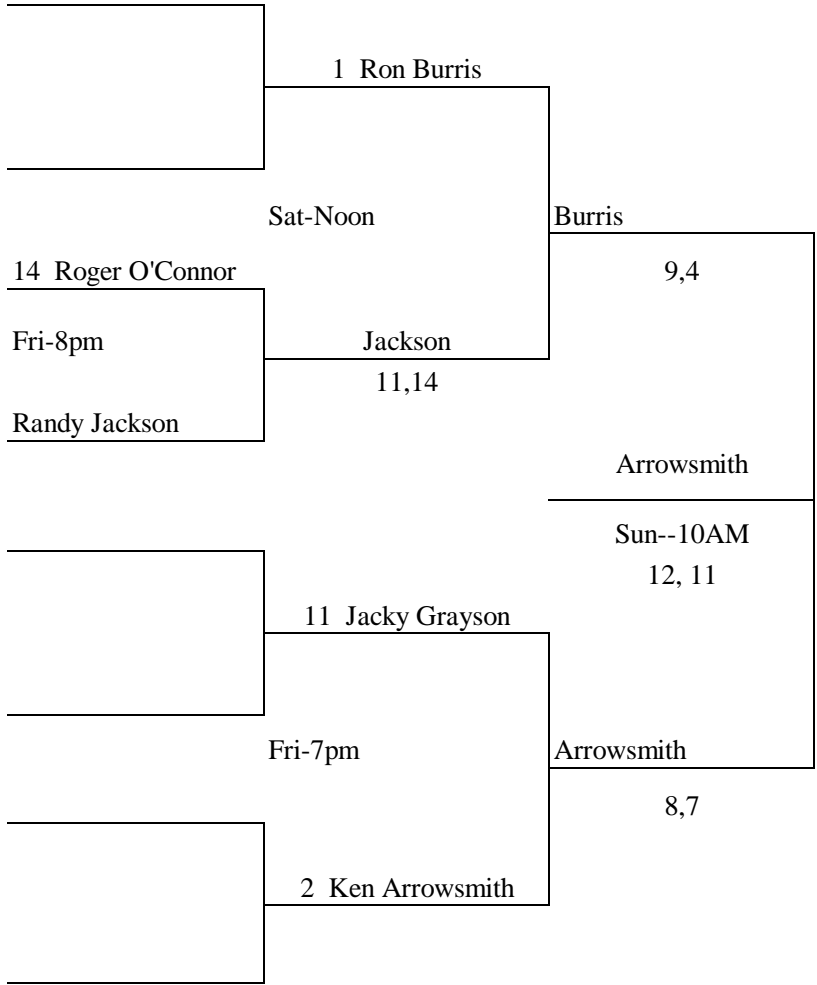 1 Ron Burris
Sat-Noon
Burris
14 Roger O'Connor
9,4
Fri-8pm
Jackson
11,14
Randy Jackson
Arrowsmith
Sun--10AM
12, 11
11 Jacky Grayson
Fri-7pm
Arrowsmith
8,7
2 Ken Arrowsmith